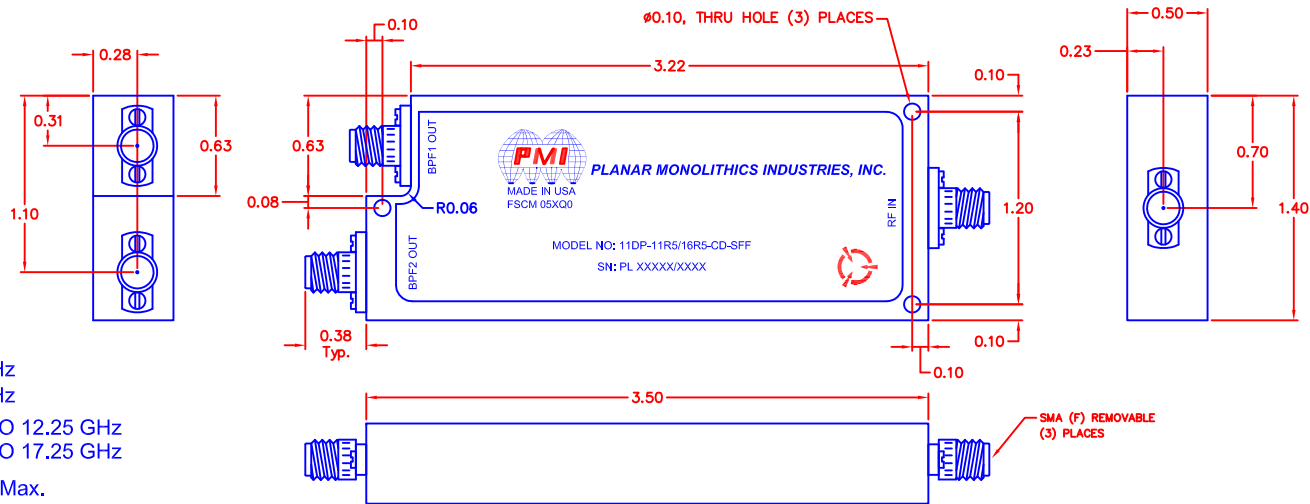 0.10
Ø0.10, THRU HOLE (3) PLACES
0.50
0.28
3.22
0.23
0.10
0.31
0.63
0.63
BPF1 OUT
PMI
PLANAR MONOLITHICS INDUSTRIES, INC.
MADE IN USA
FSCM 05XQ0
0.70
1.10
0.08
R0.06
RF IN
1.20
1.40
BPF2 OUT
MODEL NO: 11DP-11R5/16R5-CD-SFF
SN: PL XXXXX/XXXX
0.38
Typ.
0.10
0.10
Hz
Hz
O 12.25 GHz
O 17.25 GHz
Max.
3.50
SMA (F) REMOVABLE
(3) PLACES